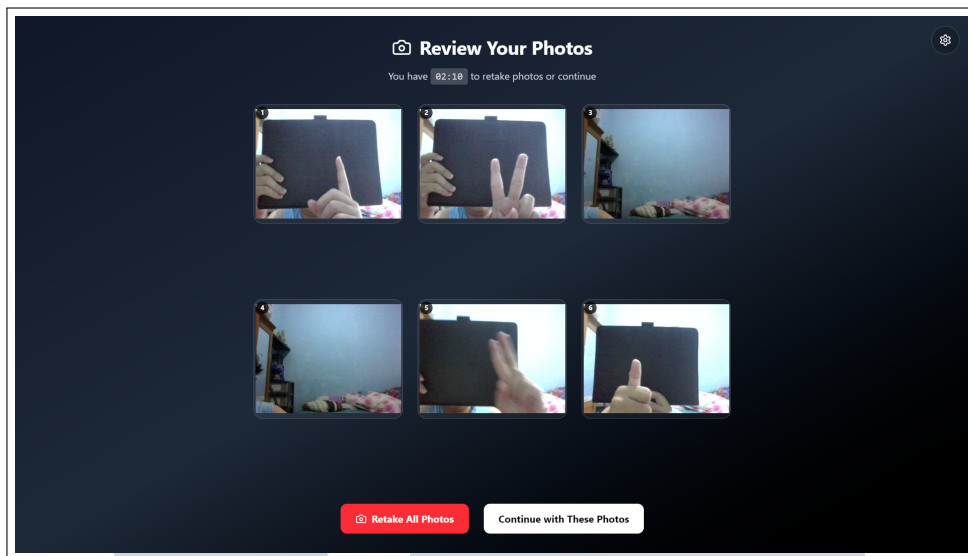 Review Your Photos
You have 02:10 to retake photos or continue
1
2
3
4
5
6
Retake All Photos
Continue with These Photos